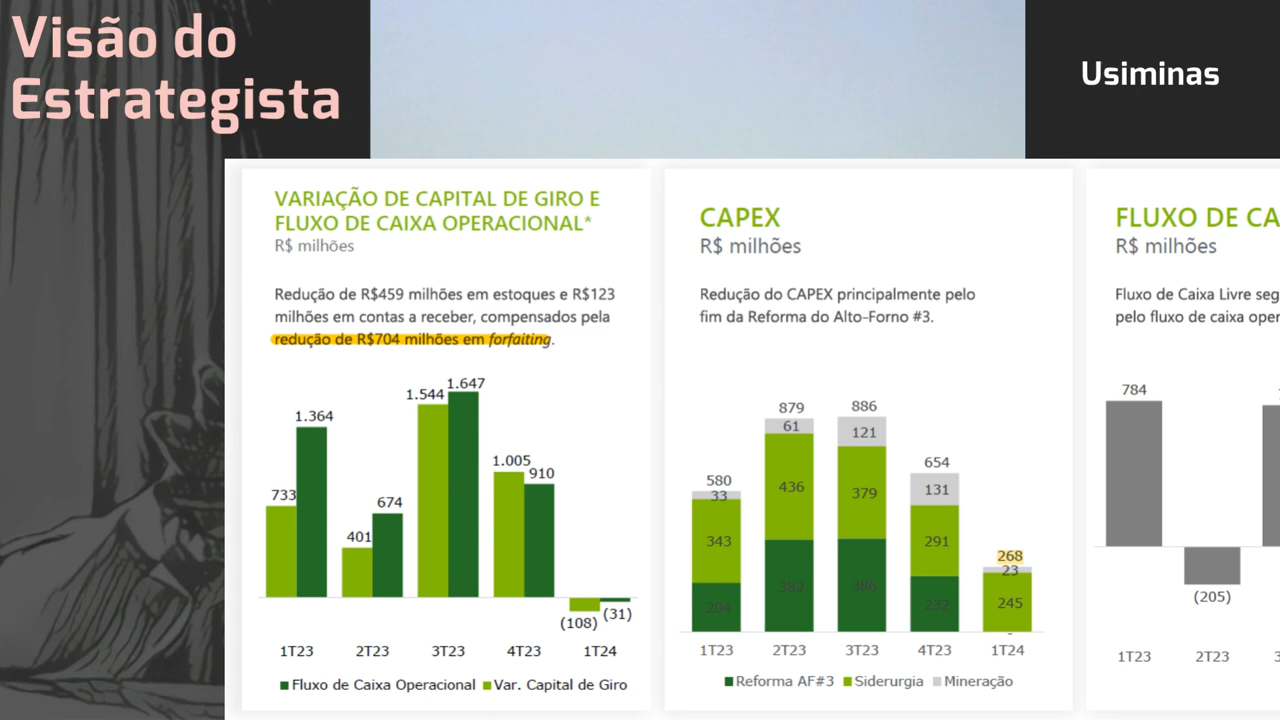 Visão do
Estrategista
Usiminas
VARIAÇÃO DE CAPITAL DE GIRO E
FLUXO DE CAIXA OPERACIONAL*
R$ milhões
Redução de R$459 milhões em estoques e R$123
milhões em contas a receber, compensados pela
redução de R$704 milhões em forfaiting.
1.544 1.647
1.364
1.005
910
733
674
401
(108) (31)
1T23 2T23 3T23 4T23 1T24
Fluxo de Caixa Operacional Var. Capital de Giro
CAPEX
R$ milhões
Redução do CAPEX principalmente pelo
fim da Reforma do Alto-Forno #3.
879 886
61 121
580 654
33 131
436 379
268
23
343 291
245
382 386
204 232
-
1T23 2T23 3T23 4T23 1T24
Reforma AF#3 Siderurgia Mineração
FLUXO DE CA
R$ milhões
Fluxo de Caixa Livre seg
pelo fluxo de caixa oper
784
(205)
1T23 2T23 3